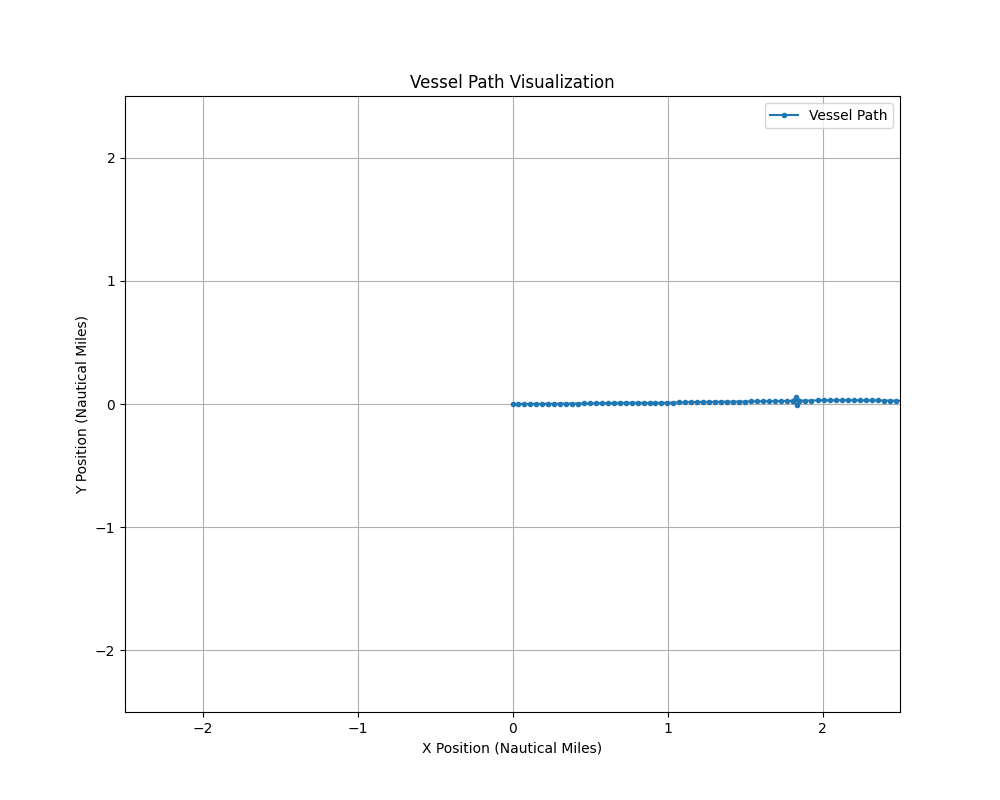 Vessel Path Visualization
Vessel Path
2
1
0
−1
−2
Y Position (Nautical Miles)
−2
−1
0
1
2
X Position (Nautical Miles)